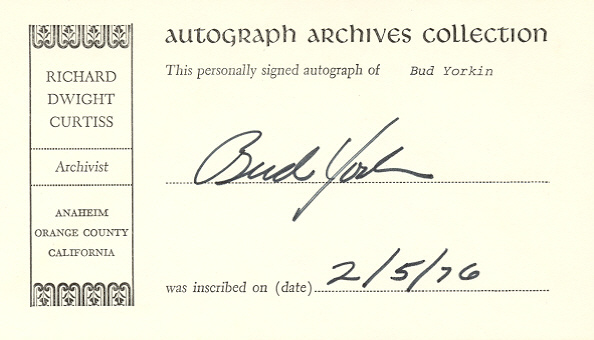 RICHARD
DWIGHT
CURTISS
Archivist
ANAHEIM
ORANGE COUNTY
CALIFORNIA
AUTOGRAPH ARCHIVES COLLECTION
This personally signed autograph of Bud Yorkin
Bud Yorkin
was inscribed on (date) 2/5/76